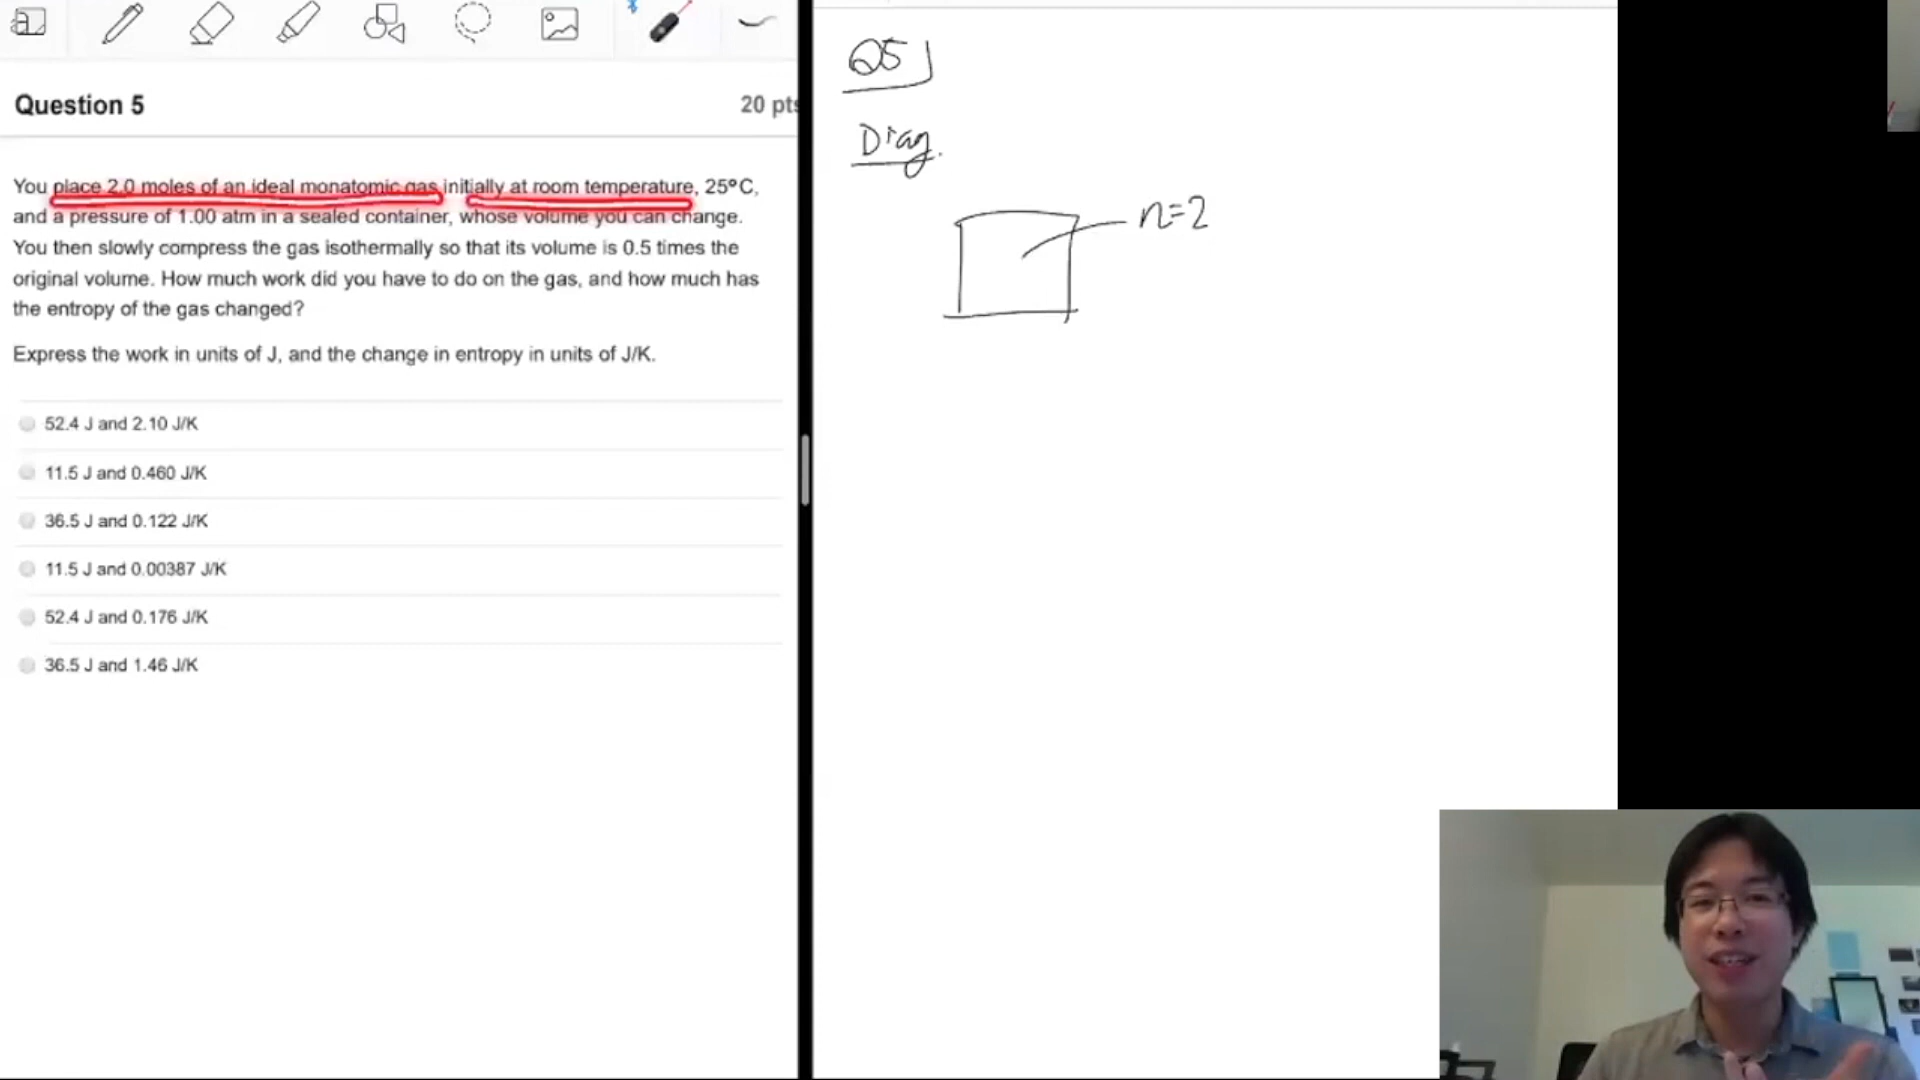 a
Question 5
20 pts
You place 2.0 moles of an ideal monatomic gas initially at room temperature, 25°C,
and a pressure of 1.00 atm in a sealed container, whose volume you can change.
You then slowly compress the gas isothermally so that its volume is 0.5 times the
original volume. How much work did you have to do on the gas, and how much has
the entropy of the gas changed?
Express the work in units of J, and the change in entropy in units of J/K.
52.4 J and 2.10 J/K
11.5 J and 0.460 J/K
36.5 J and 0.122 J/K
11.5 J and 0.00387 J/K
52.4 J and 0.176 J/K
36.5 J and 1.46 J/K
Q5
Diag.
n=2